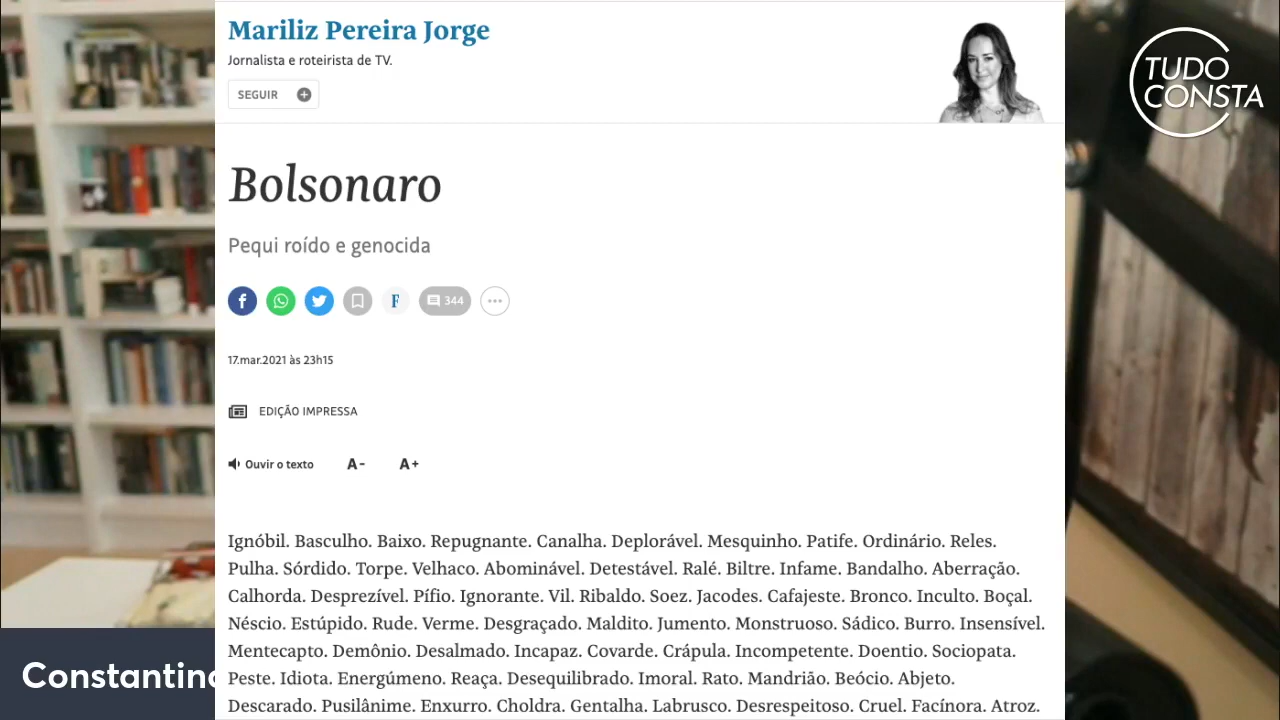 Mariliz Pereira Jorge
Jornalista e roteirista de TV.
SEGUIR
TUDO
CONSTA
Bolsonaro
Pequi roído e genocida
344
17.mar.2021 às 23h15
EDIÇÃO IMPRESSA
Ouvir o texto A- A+
Ignóbil. Basculho. Baixo. Repugnante. Canalha. Deplorável. Mesquinho. Patife. Ordinário. Reles.
Pulha. Sórdido. Torpe. Velhaco. Abominável. Detestável. Ralé. Biltre. Infame. Bandalho. Aberração.
Calhorda. Desprezível. Pífio. Ignorante. Vil. Ribaldo. Soez. Jacodes. Cafajeste. Bronco. Inculto. Boçal.
Néscio. Estúpido. Rude. Verme. Desgraçado. Maldito. Jumento. Monstruoso. Sádico. Burro. Insensível.
Mentecapto. Demônio. Desalmado. Incapaz. Covarde. Crápula. Incompetente. Doentio. Sociopata.
Peste. Idiota. Energúmeno. Reaça. Desequilibrado. Imoral. Rato. Mandrião. Beócio. Abjeto.
Descarado. Pusilânime. Enxurro. Choldra. Gentalha. Labrusco. Desrespeitoso. Cruel. Facínora. Atroz.
Constantino